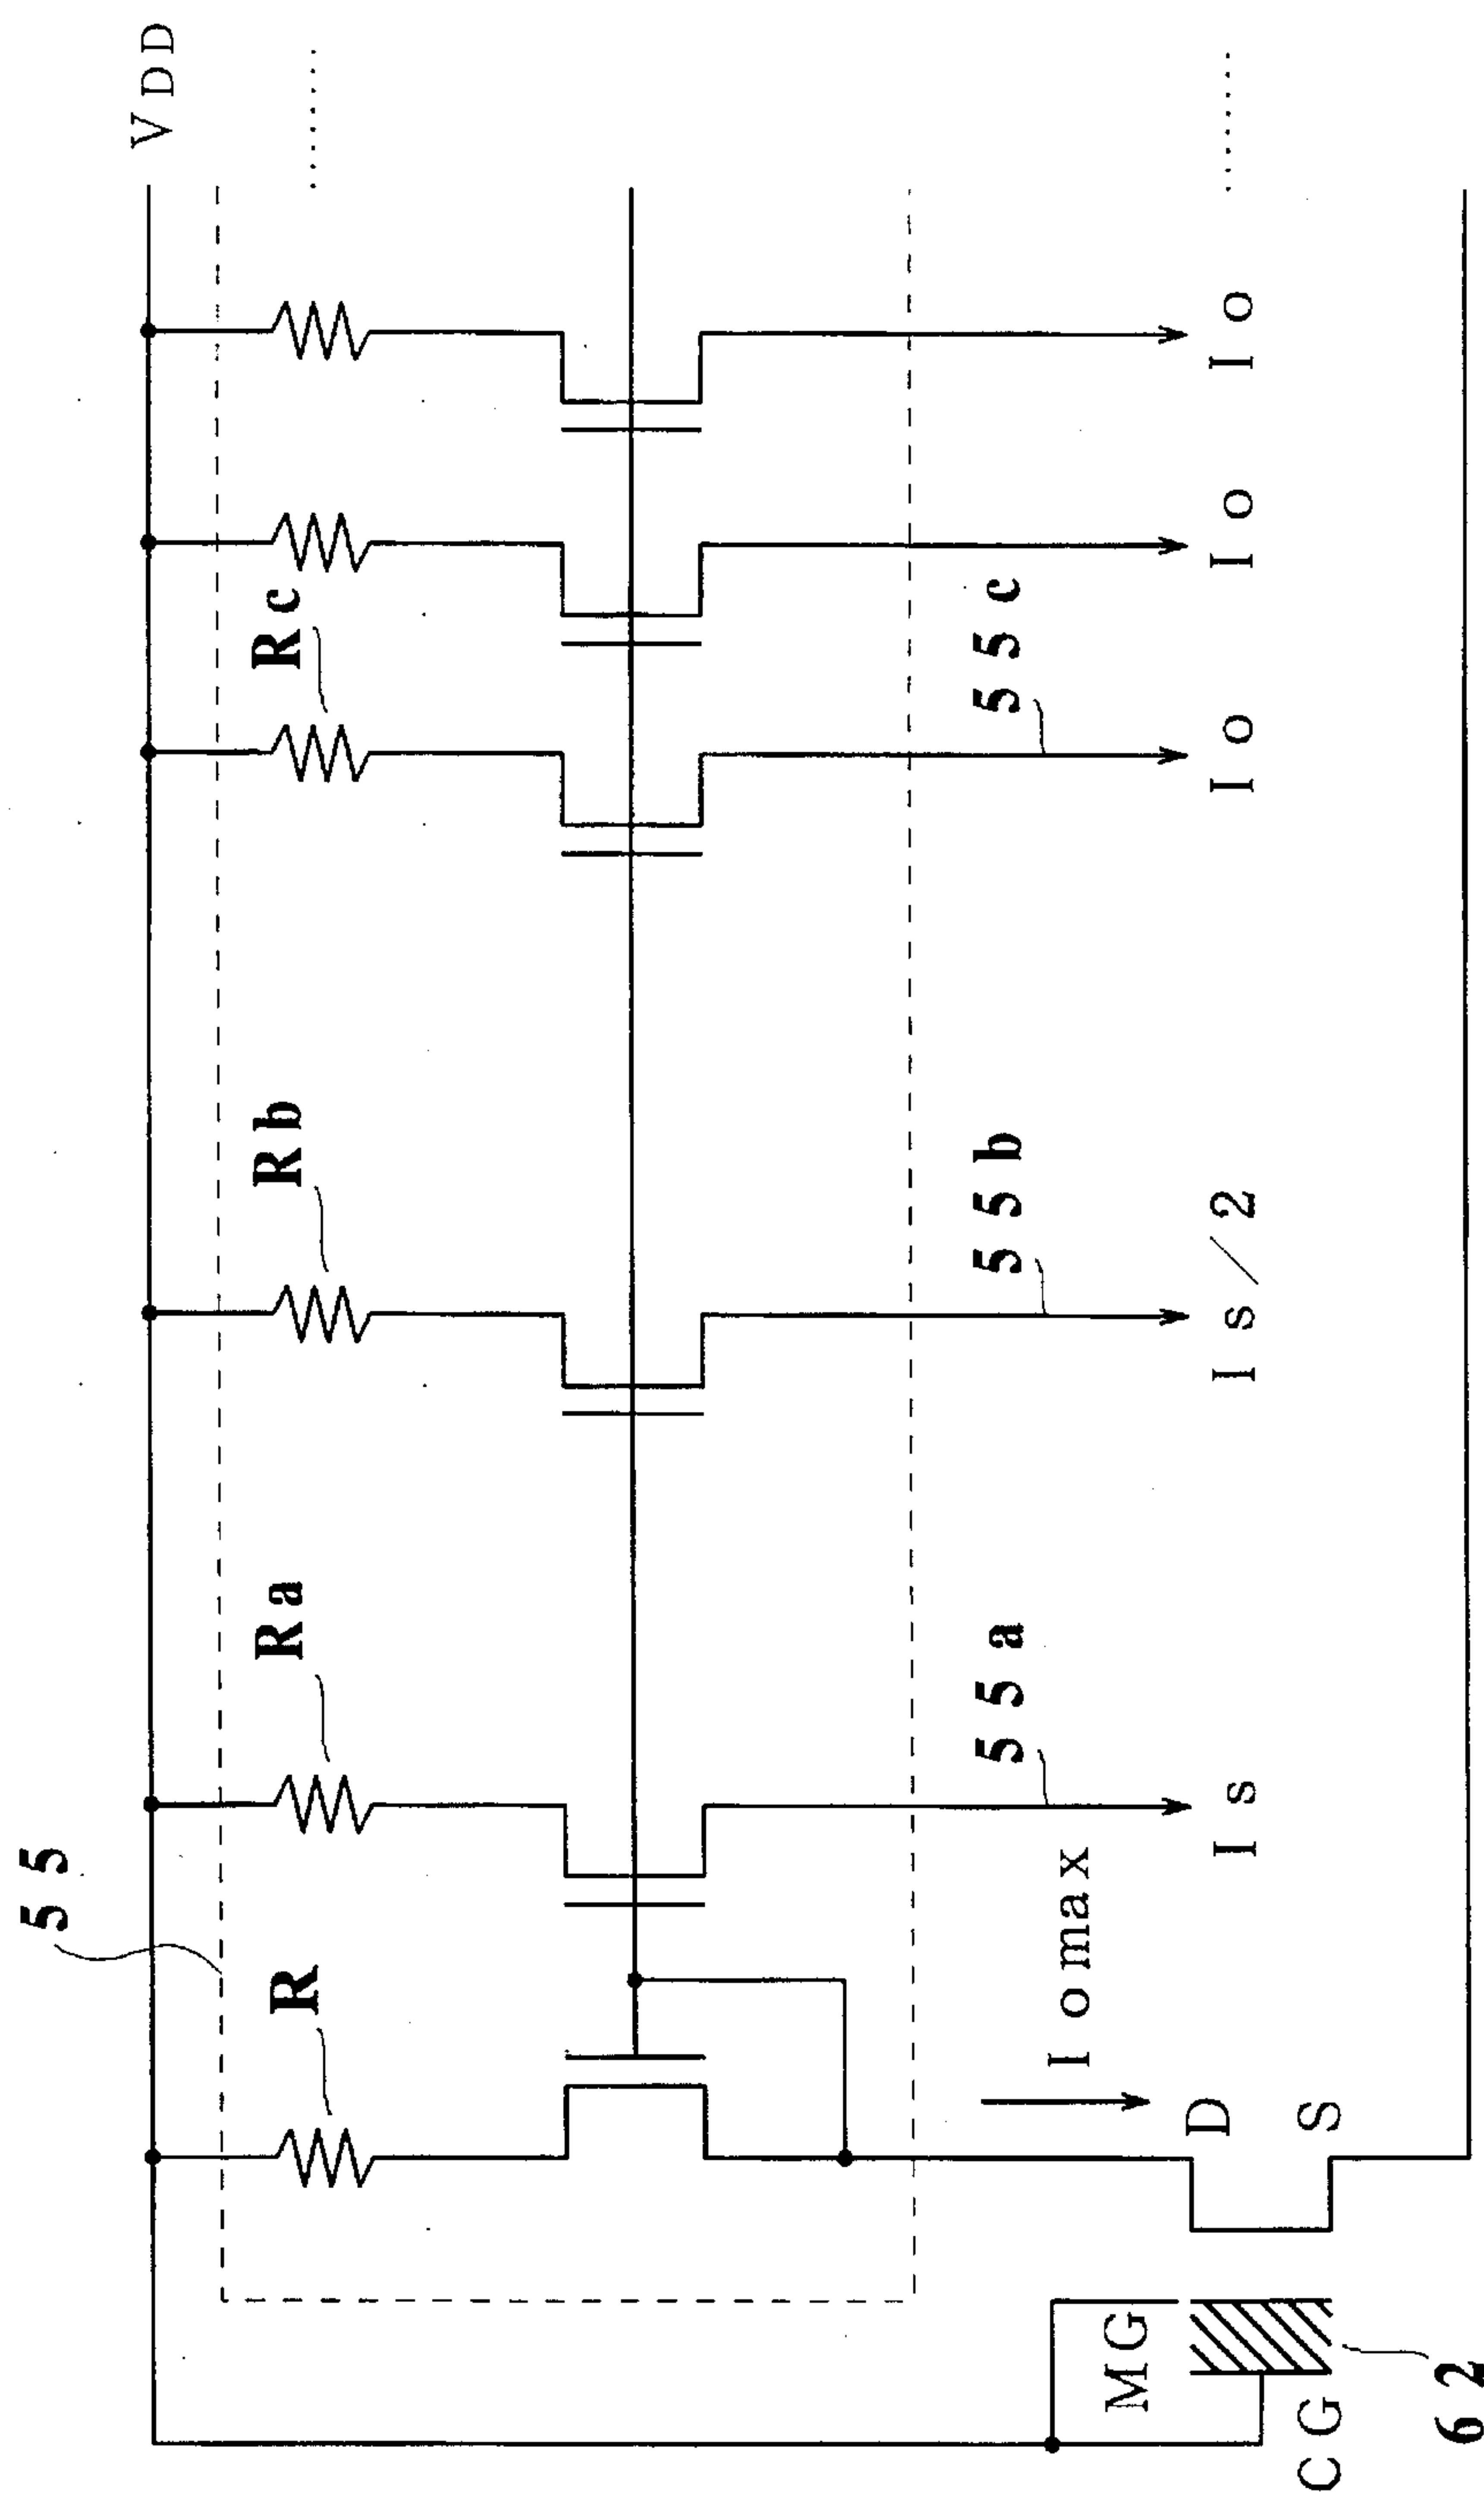 55
VDD
R
Ra
Rb
Rc
......
55a
55b
55c
Iomax
MG
D
Is
Is/2
Io
Io
Io
......
CG
S
62